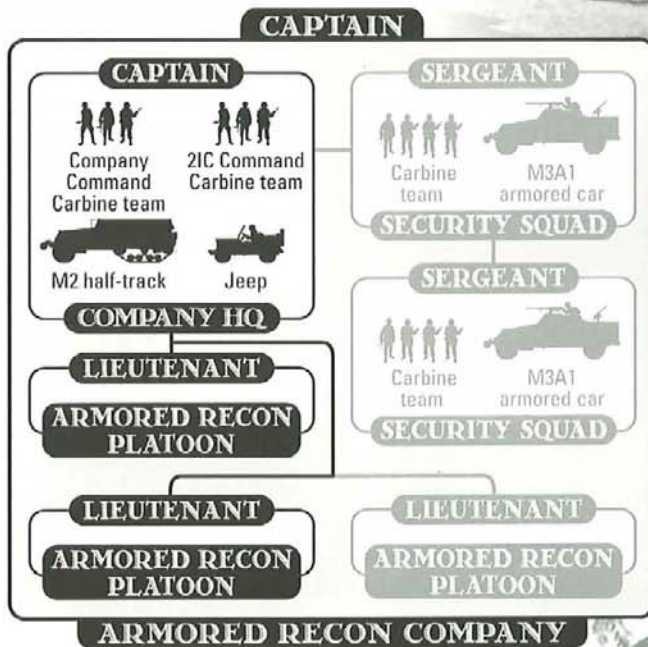 CAPTAIN
CAPTAIN
Company
Command
Carbine team
2IC Command
Carbine team
M2 half-track
Jeep
COMPANY HQ
SERGEANT
Carbine
team
M3A1
armored car
SECURITY SQUAD
SERGEANT
Carbine
team
M3A1
armored car
SECURITY SQUAD
LIEUTENANT
ARMORED RECON
PLATOON
LIEUTENANT
ARMORED RECON
PLATOON
LIEUTENANT
ARMORED RECON
PLATOON
ARMORED RECON COMPANY